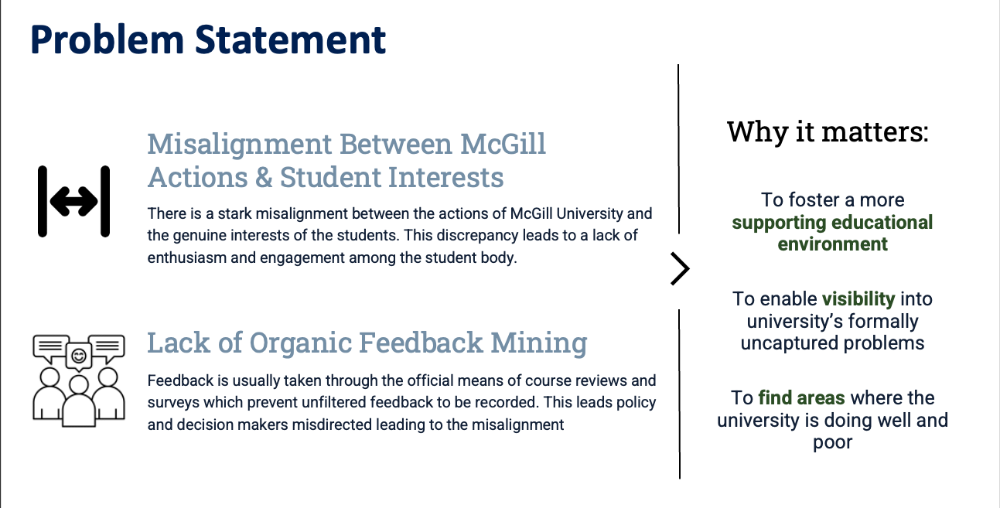 Problem Statement
Misalignment Between McGill
Actions & Student Interests
There is a stark misalignment between the actions of McGill University and
the genuine interests of the students. This discrepancy leads to a lack of
enthusiasm and engagement among the student body.
Lack of Organic Feedback Mining
Feedback is usually taken through the official means of course reviews and
surveys which prevent unfiltered feedback to be recorded. This leads policy
and decision makers misdirected leading to the misalignment
Why it matters:
To foster a more
supporting educational
environment
To enable visibility into
university’s formally
uncaptured problems
To find areas where the
university is doing well and
poor